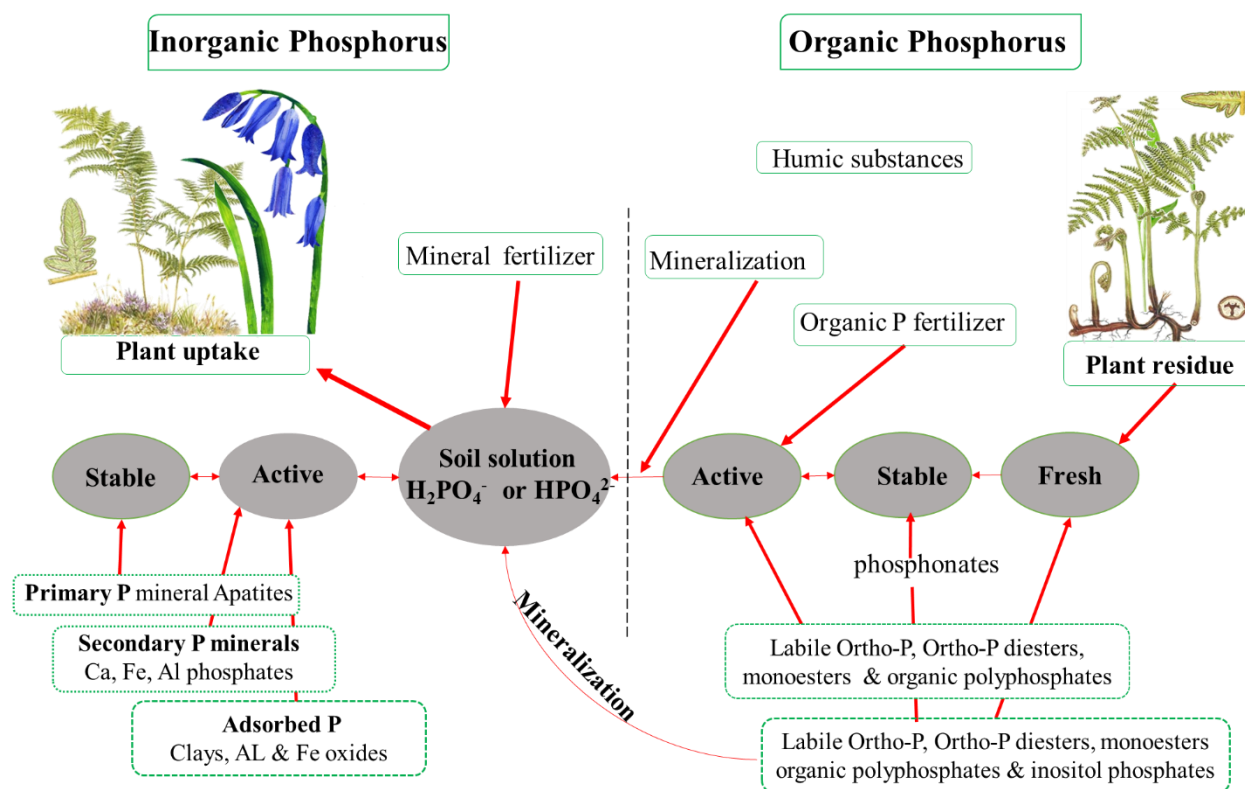 Inorganic Phosphorus
Organic Phosphorus
Humic substances
Mineral fertilizer
Mineralization
Organic P fertilizer
Plant uptake
Plant residue
Stable
Active
Soil solution
H₂PO₄⁻ or HPO₄²⁻
Active
Stable
Fresh
phosphonates
Primary P mineral Apatites
Secondary P minerals
Ca, Fe, Al phosphates
Adsorbed P
Clays, AL & Fe oxides
Mineralization
Labile Ortho-P, Ortho-P diesters,
monoesters & organic polyphosphates
Labile Ortho-P, Ortho-P diesters, monoesters
organic polyphosphates & inositol phosphates